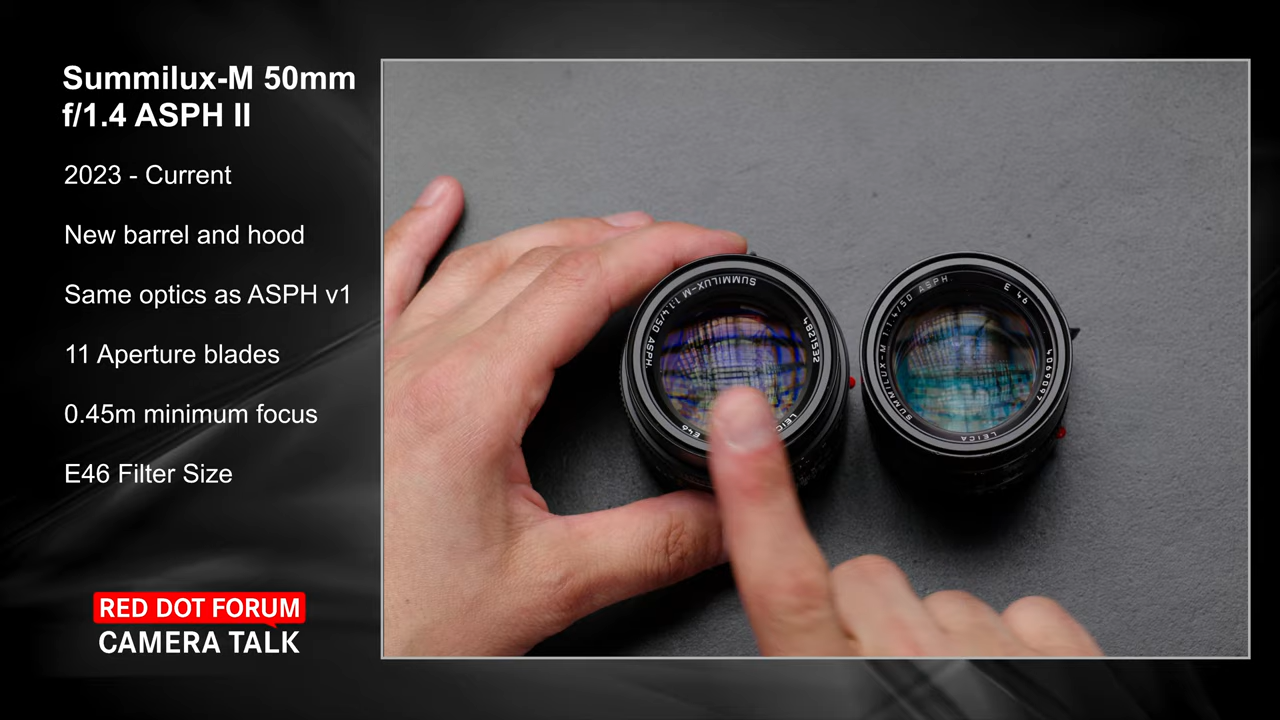 Summilux-M 50mm
f/1.4 ASPH II
2023 - Current
New barrel and hood
Same optics as ASPH v1
11 Aperture blades
0.45m minimum focus
E46 Filter Size
RED DOT FORUM
CAMERA TALK
SUMMILUX-M 1:1.4/50 ASPH.
4821532
E46
LEIC
SUMMILUX-M 1:1.4/50 ASPH
E 46
4069097
LEICA